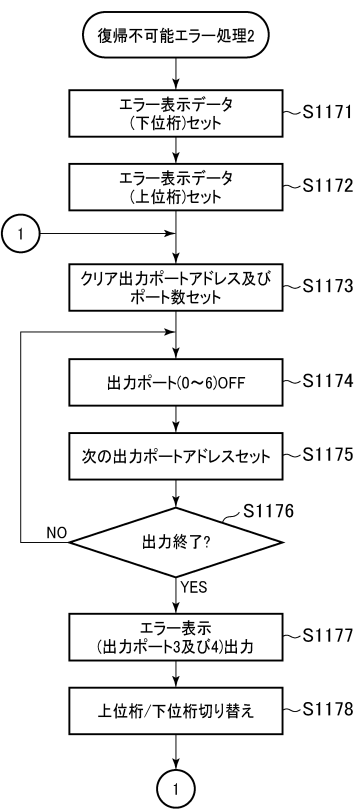 復帰不可能エラー処理2
エラー表示データ
(下位桁)セット
S1171
エラー表示データ
(上位桁)セット
S1172
1
クリア出力ポートアドレス及び
ポート数セット
S1173
出力ポート(0～6)OFF
S1174
次の出力ポートアドレスセット
S1175
出力終了?
S1176
NO
YES
エラー表示
(出力ポート3及び4)出力
S1177
上位桁/下位桁切り替え
S1178
1